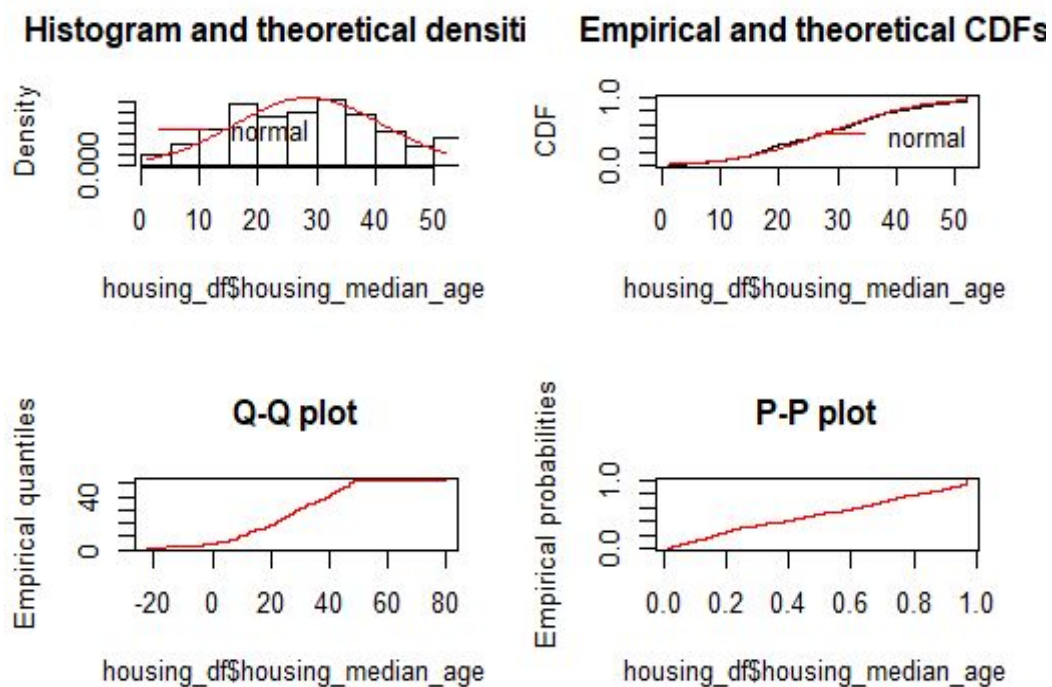 Histogram and theoretical densiti
Density
0.000
normal
0 10 20 30 40 50
housing_df$housing_median_age
Empirical and theoretical CDFs
CDF
0.0 1.0
normal
0 10 20 30 40 50
housing_df$housing_median_age
Q-Q plot
Empirical quantiles
0 40
-20 0 20 40 60 80
housing_df$housing_median_age
P-P plot
Empirical probabilities
0.0 1.0
0.0 0.2 0.4 0.6 0.8 1.0
housing_df$housing_median_age